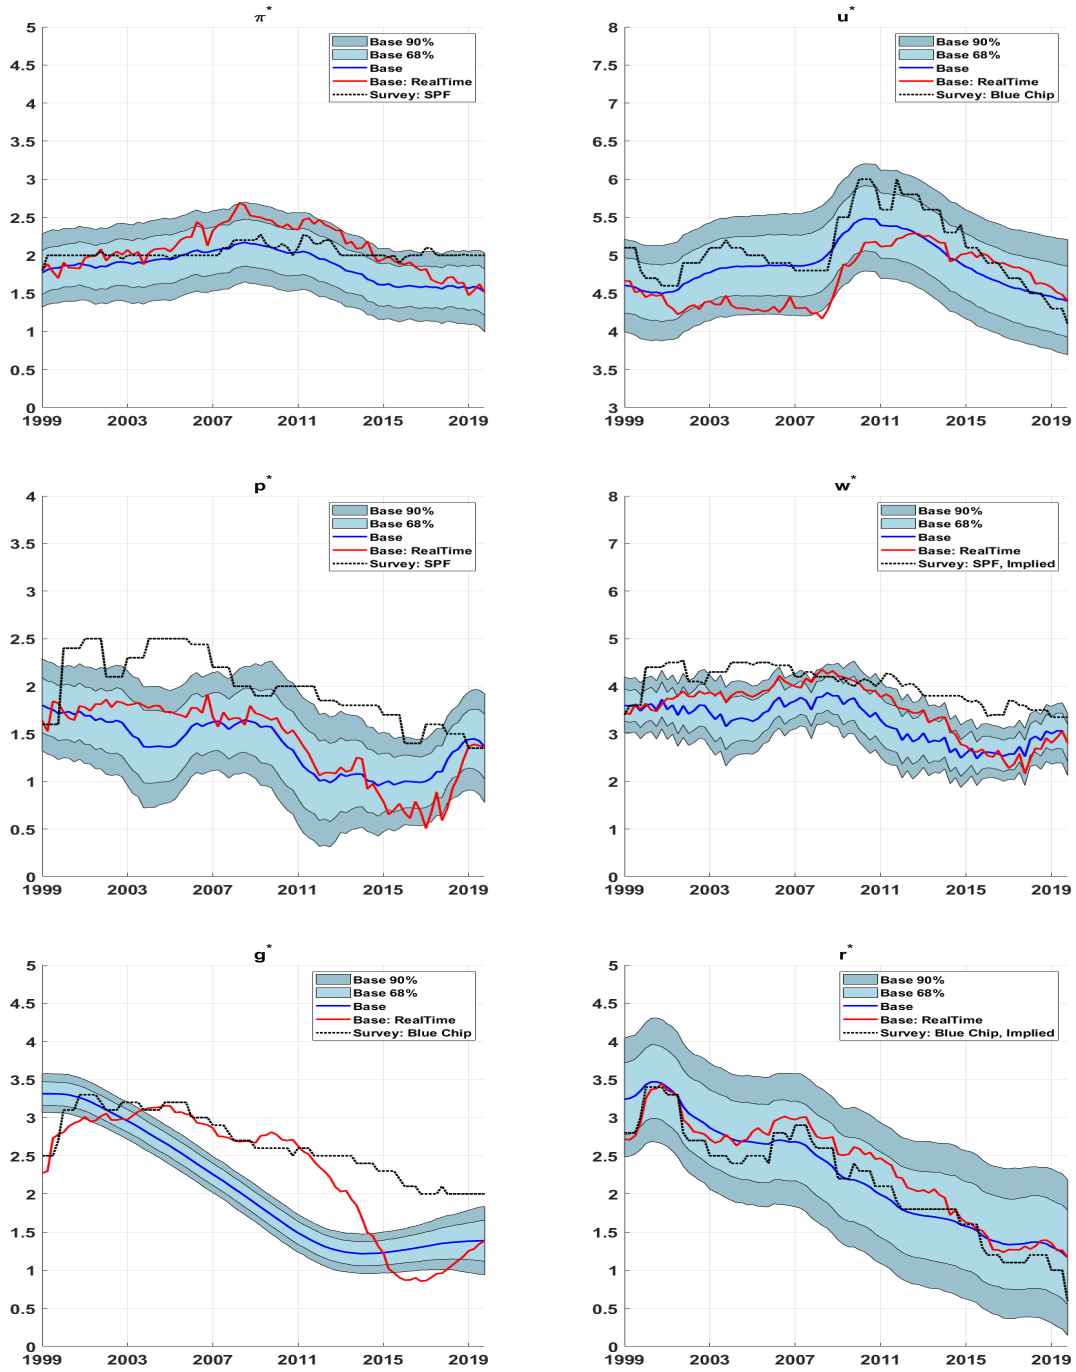 π*
5
4.5
4
3.5
3
2.5
2
1.5
1
0.5
0
1999 2003 2007 2011 2015 2019
Base 90%
Base 68%
Base
Base: RealTime
Survey: SPF
u*
8
7.5
7
6.5
6
5.5
5
4.5
4
3.5
3
1999 2003 2007 2011 2015 2019
Base 90%
Base 68%
Base
Base: RealTime
Survey: Blue Chip
p*
4
3.5
3
2.5
2
1.5
1
0.5
0
1999 2003 2007 2011 2015 2019
Base 90%
Base 68%
Base
Base: RealTime
Survey: SPF
w*
8
7
6
5
4
3
2
1
0
1999 2003 2007 2011 2015 2019
Base 90%
Base 68%
Base
Base: RealTime
Survey: SPF, Implied
g*
5
4.5
4
3.5
3
2.5
2
1.5
1
0.5
0
1999 2003 2007 2011 2015 2019
Base 90%
Base 68%
Base
Base: RealTime
Survey: Blue Chip
r*
5
4.5
4
3.5
3
2.5
2
1.5
1
0.5
0
1999 2003 2007 2011 2015 2019
Base 90%
Base 68%
Base
Base: RealTime
Survey: Blue Chip, Implied